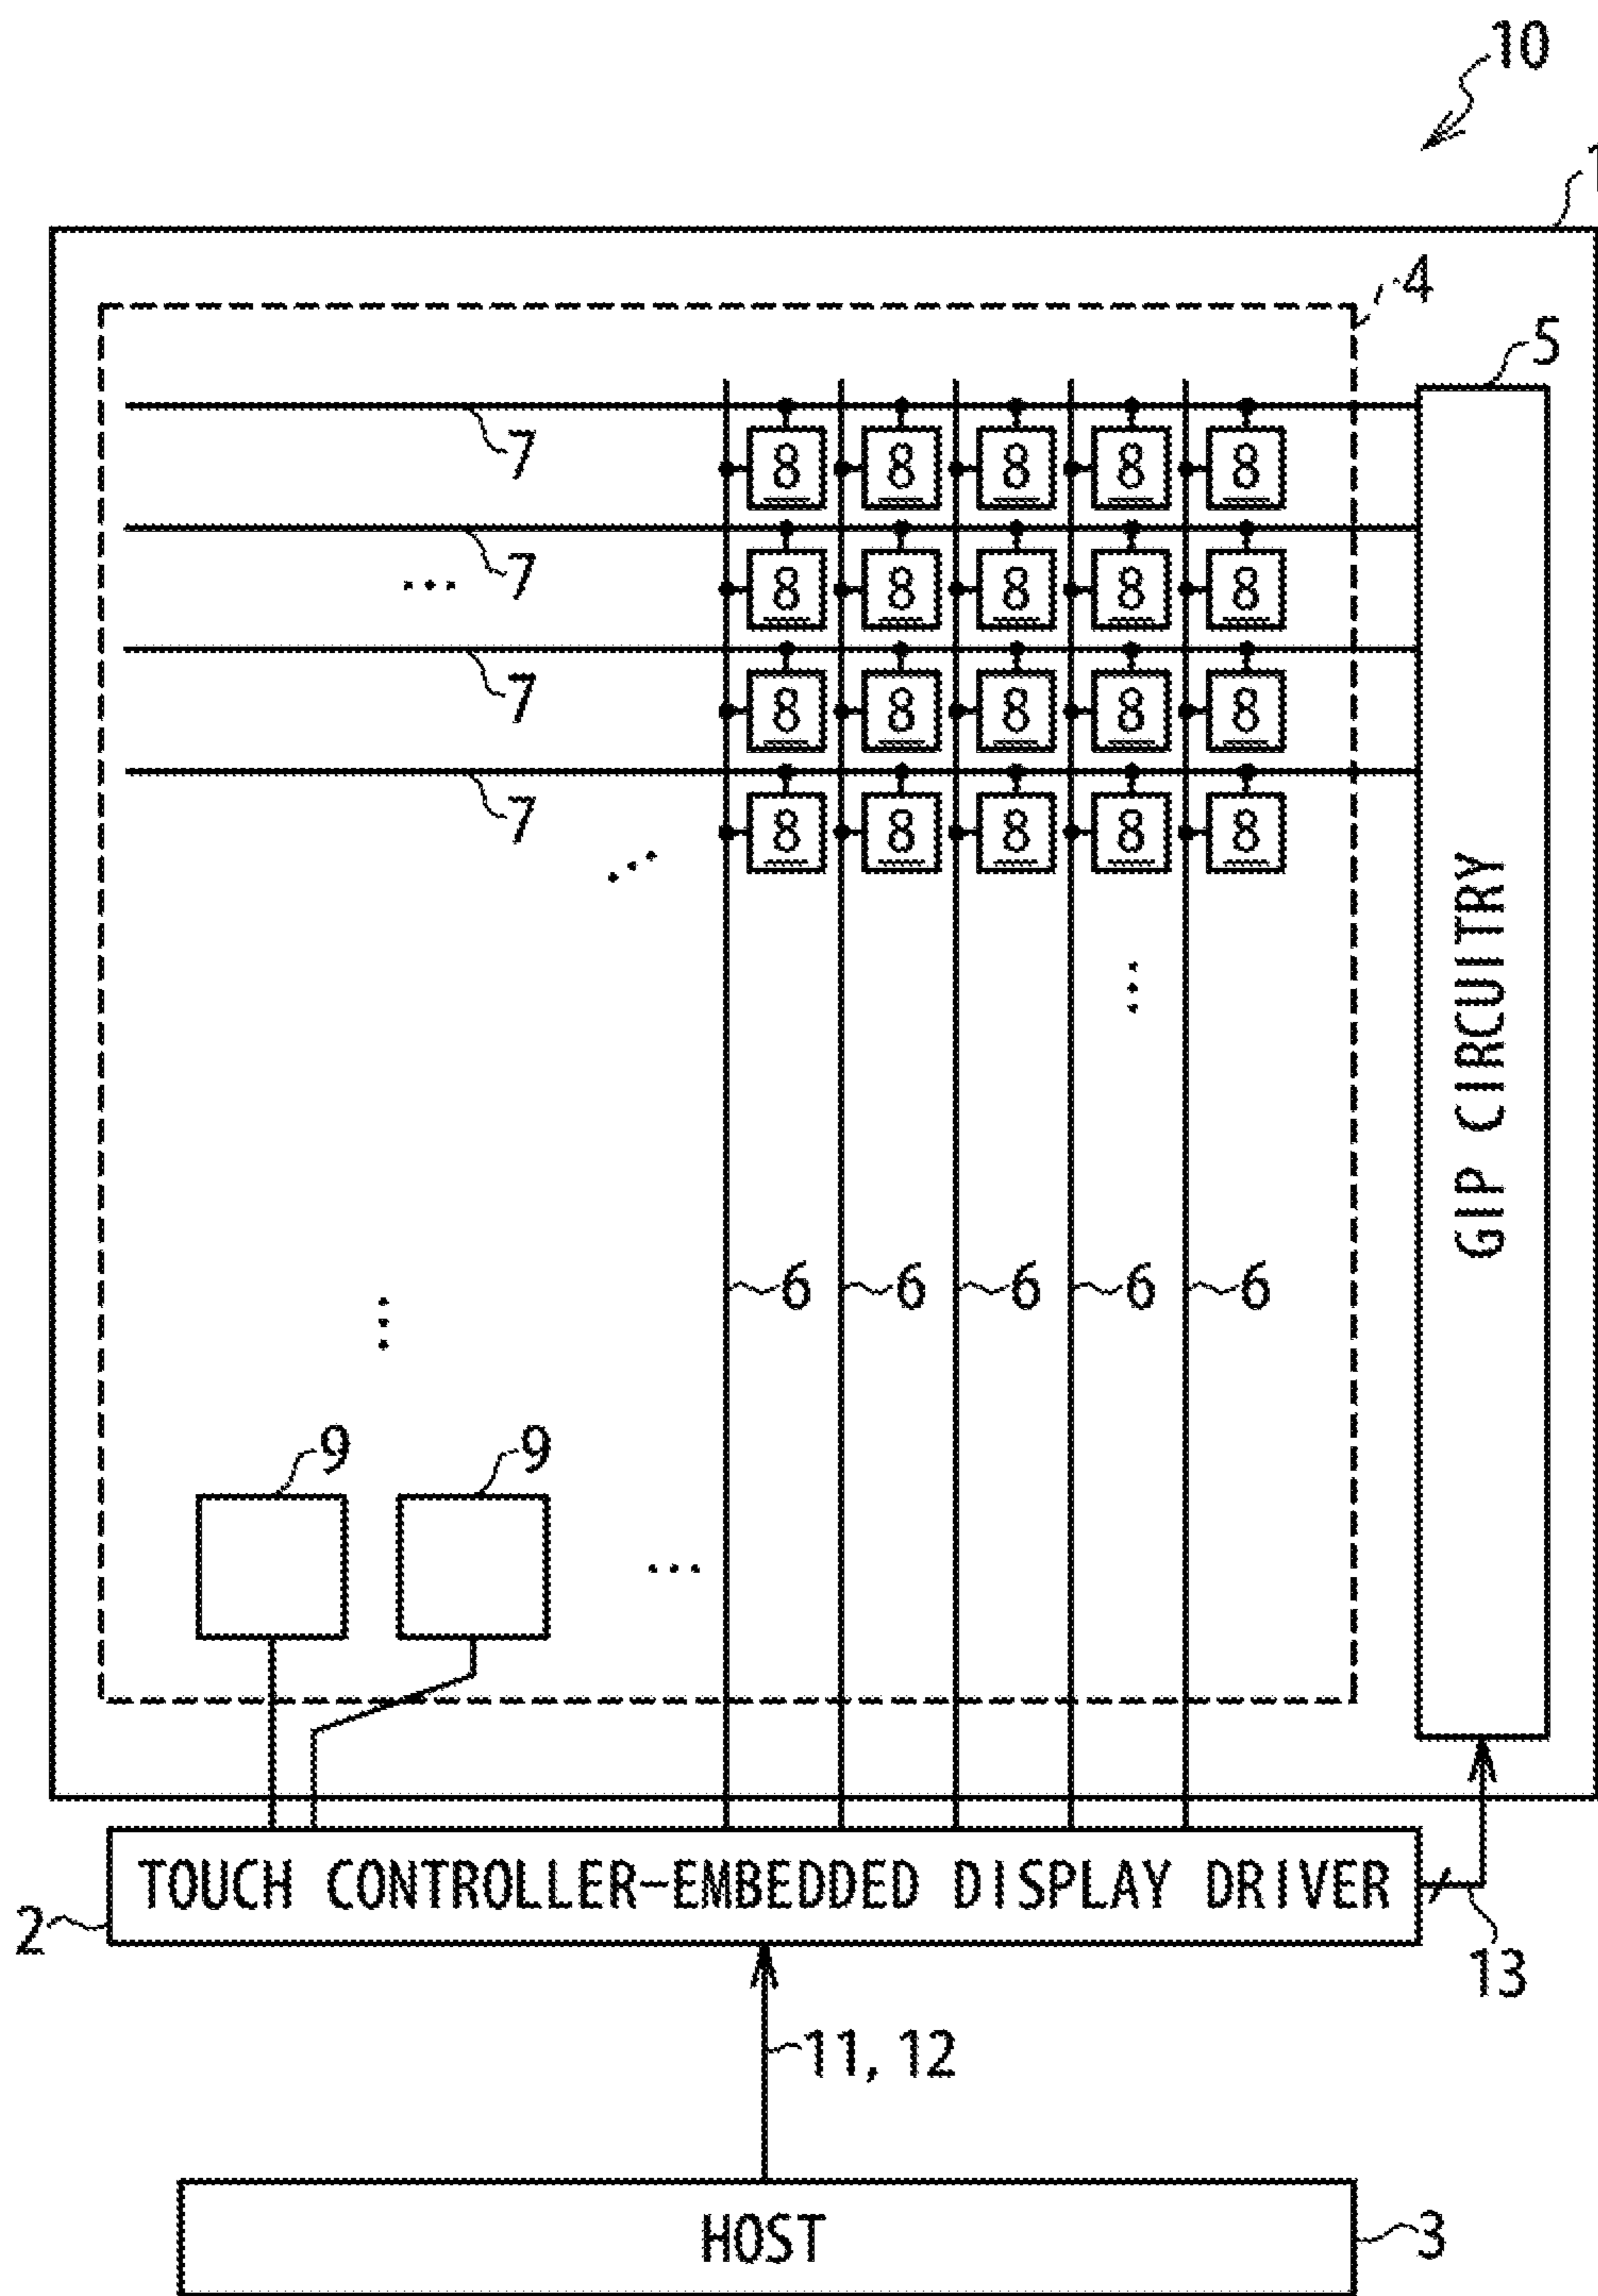 10
1
4
5
7
8 8 8 8 8
7
8 8 8 8 8
7
8 8 8 8 8
7
8 8 8 8 8
GIP CIRCUITRY
6 6 6 6 6
9 9
TOUCH CONTROLLER-EMBEDDED DISPLAY DRIVER
2
13
11, 12
HOST
3